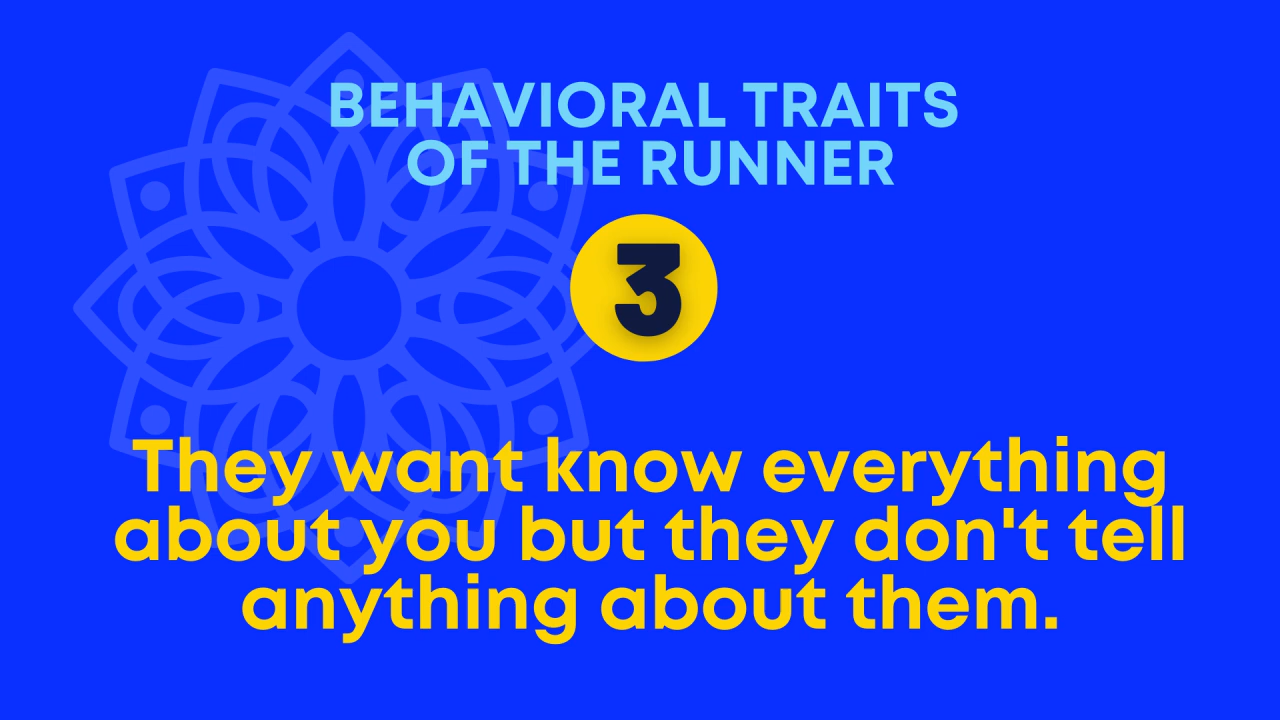 BEHAVIORAL TRAITS
OF THE RUNNER
3
They want know everything
about you but they don't tell
anything about them.